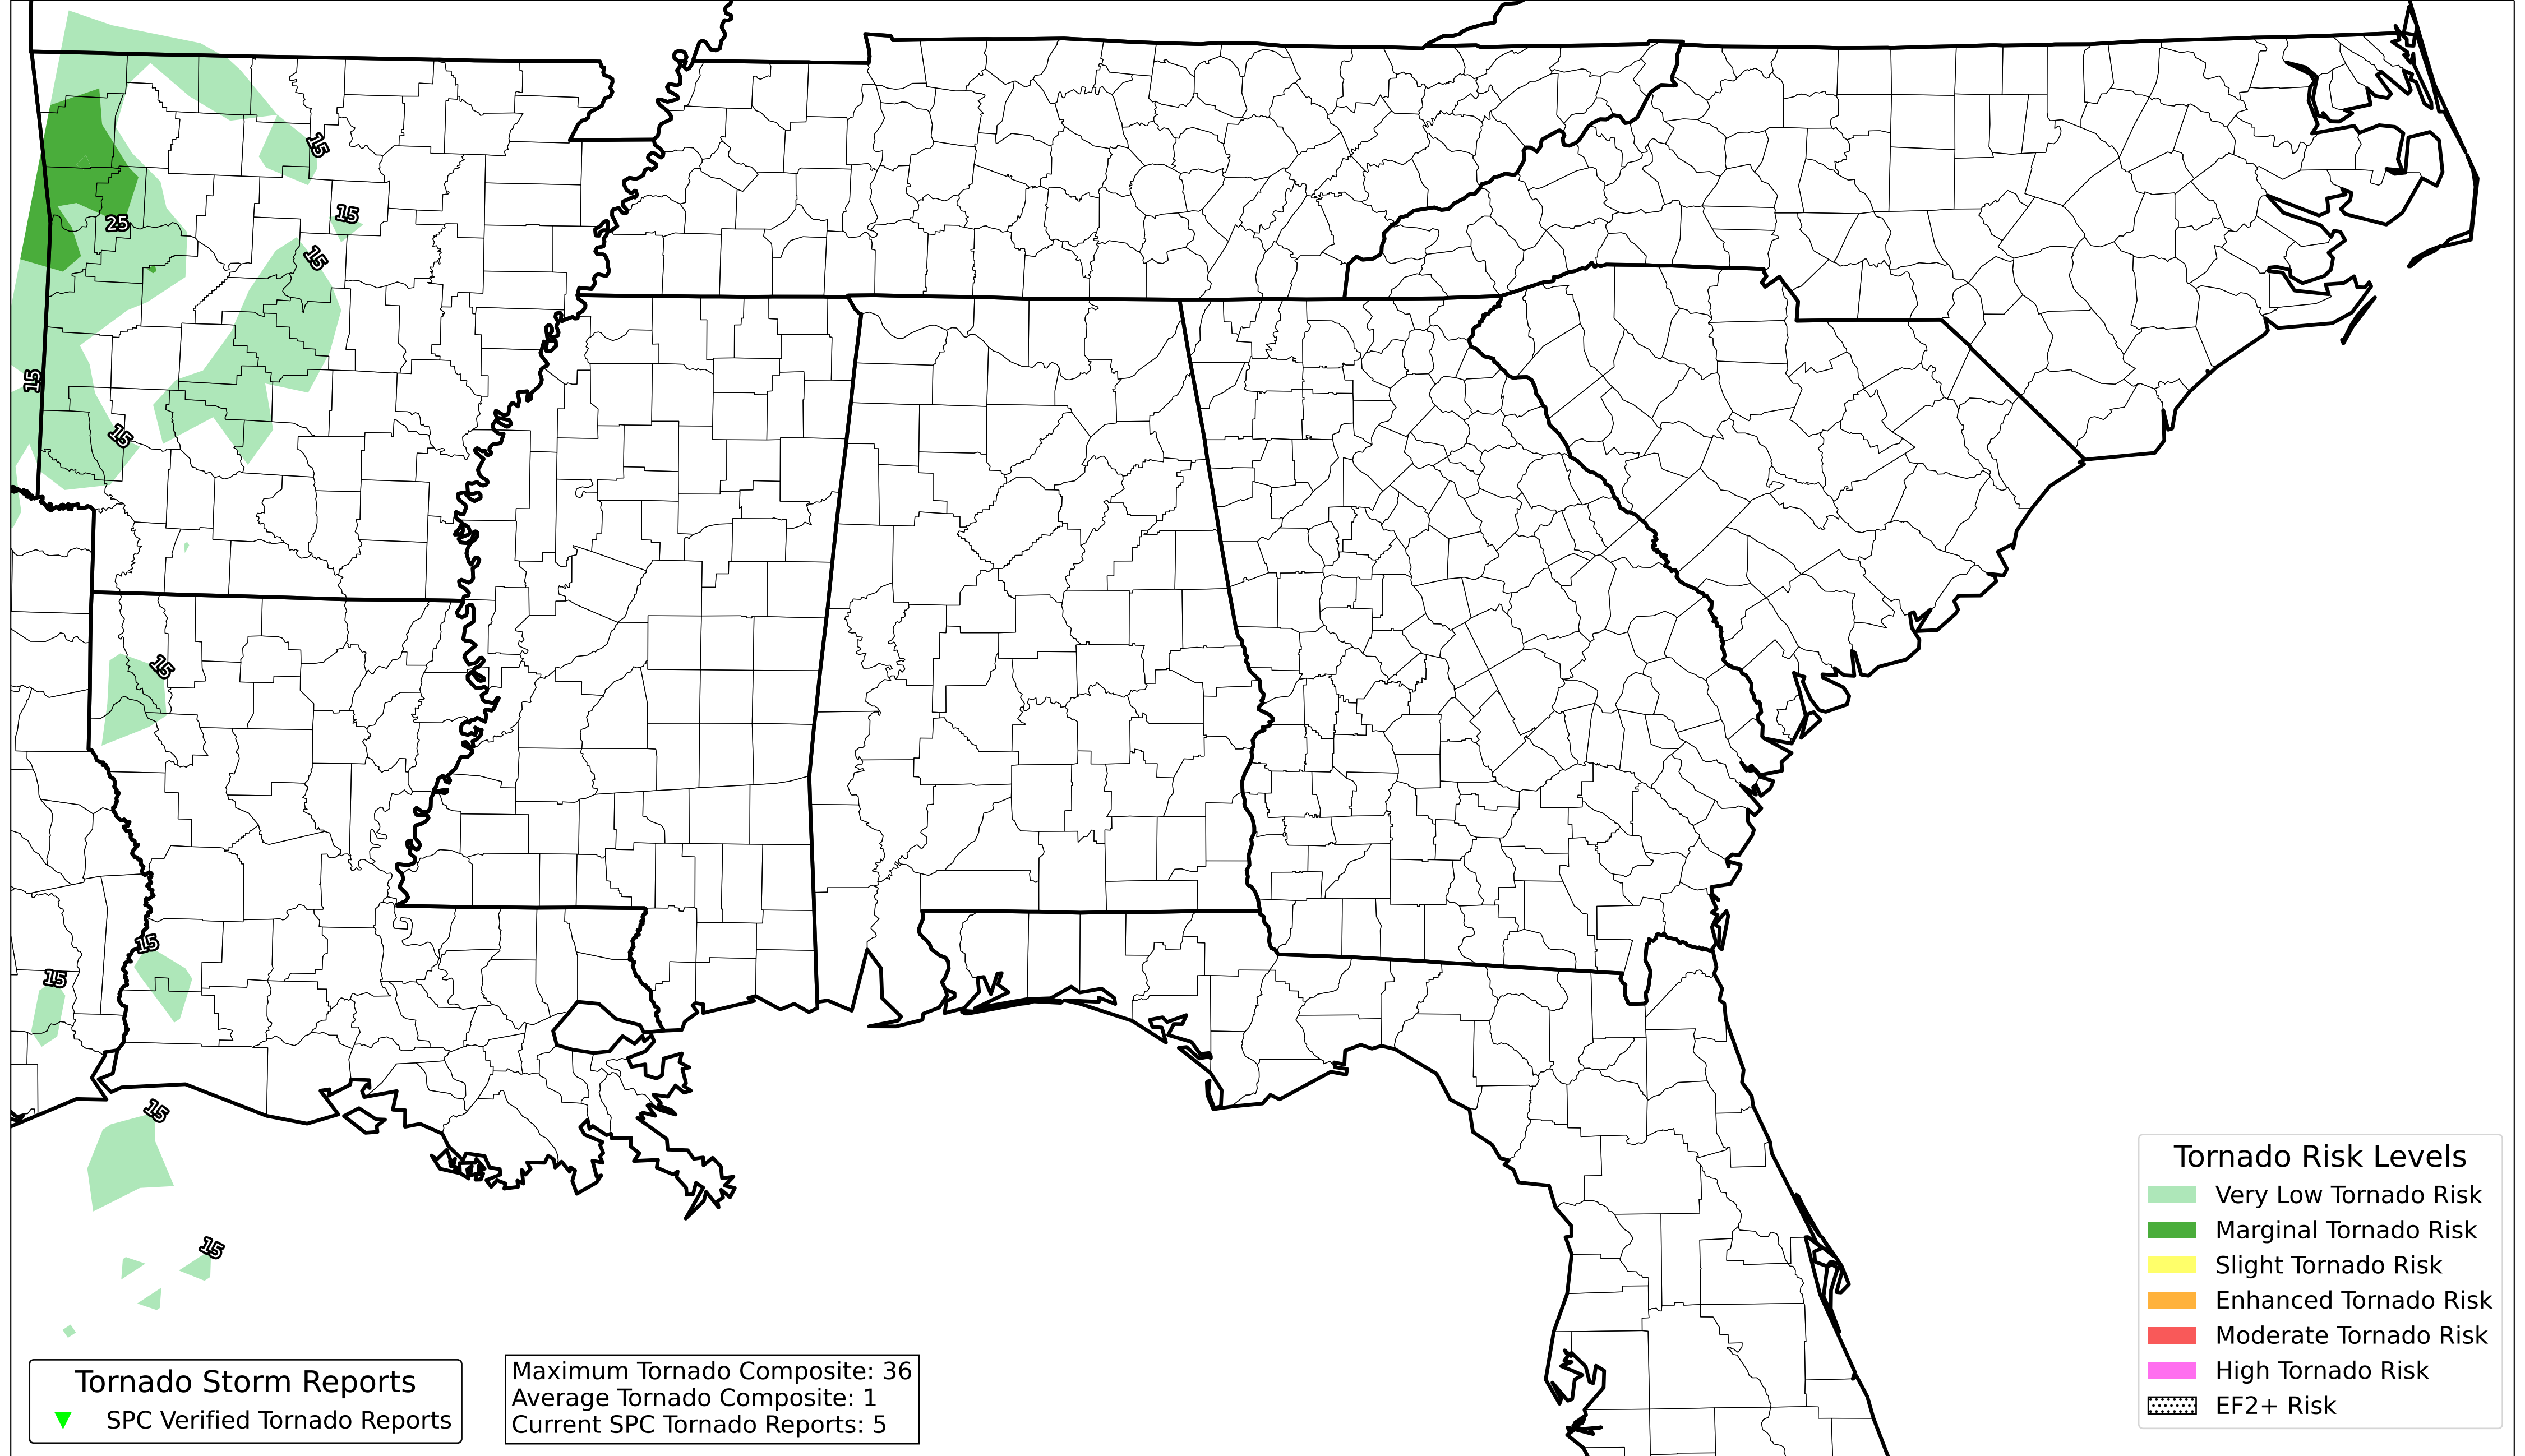 15
15
25
15
15
15
15
15
15
15
15
Tornado Risk Levels
Very Low Tornado Risk
Marginal Tornado Risk
Slight Tornado Risk
Enhanced Tornado Risk
Moderate Tornado Risk
High Tornado Risk
EF2+ Risk
Tornado Storm Reports
SPC Verified Tornado Reports
Maximum Tornado Composite: 36
Average Tornado Composite: 1
Current SPC Tornado Reports: 5